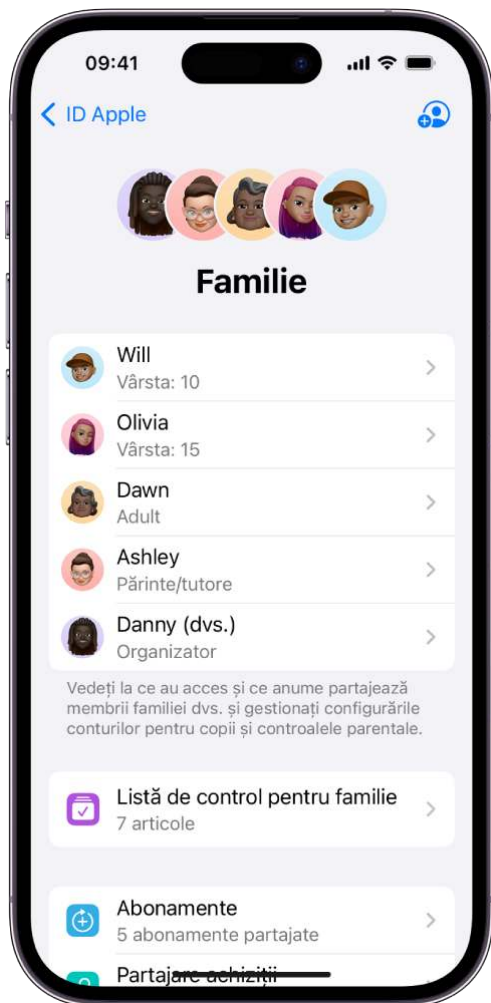 09:41
ID Apple
Familie
Will
Vârsta: 10
Olivia
Vârsta: 15
Dawn
Adult
Ashley
Părinte/tutore
Danny (dvs.)
Organizator
Vedeți la ce au acces și ce anume partajează
membrii familiei dvs. și gestionați configurările
conturilor pentru copii și controalele parentale.
Listă de control pentru familie
7 articole
Abonamente
5 abonamente partajate
Partajare achiziții